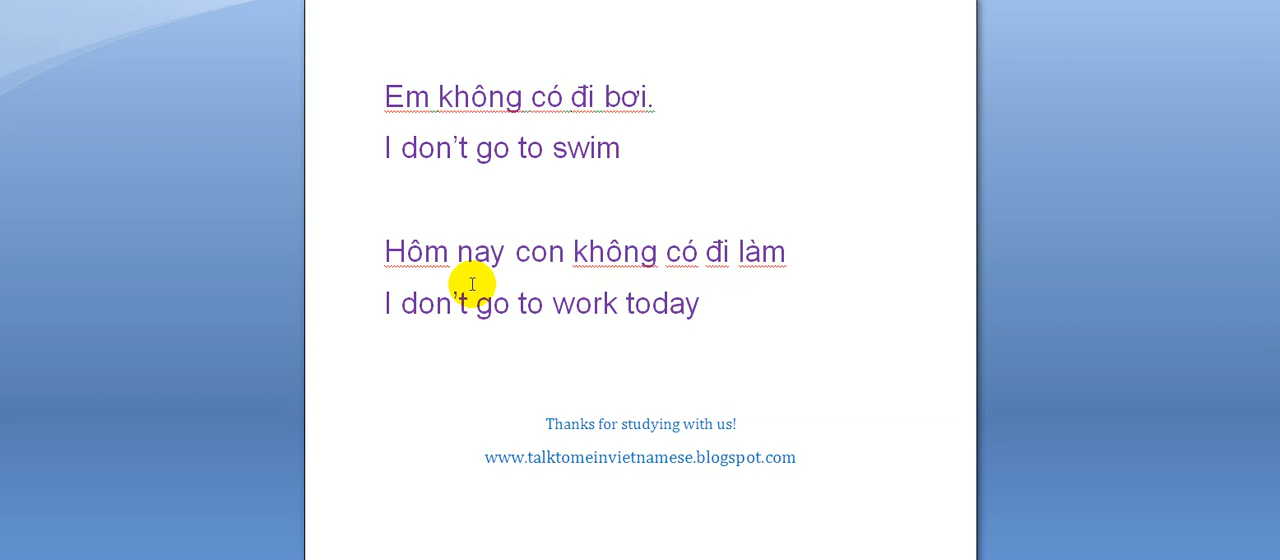 Em không có đi bơi.
I don’t go to swim
Hôm nay con không có đi làm
I don’t go to work today
Thanks for studying with us!
www.talktomeinvietnamese.blogspot.com